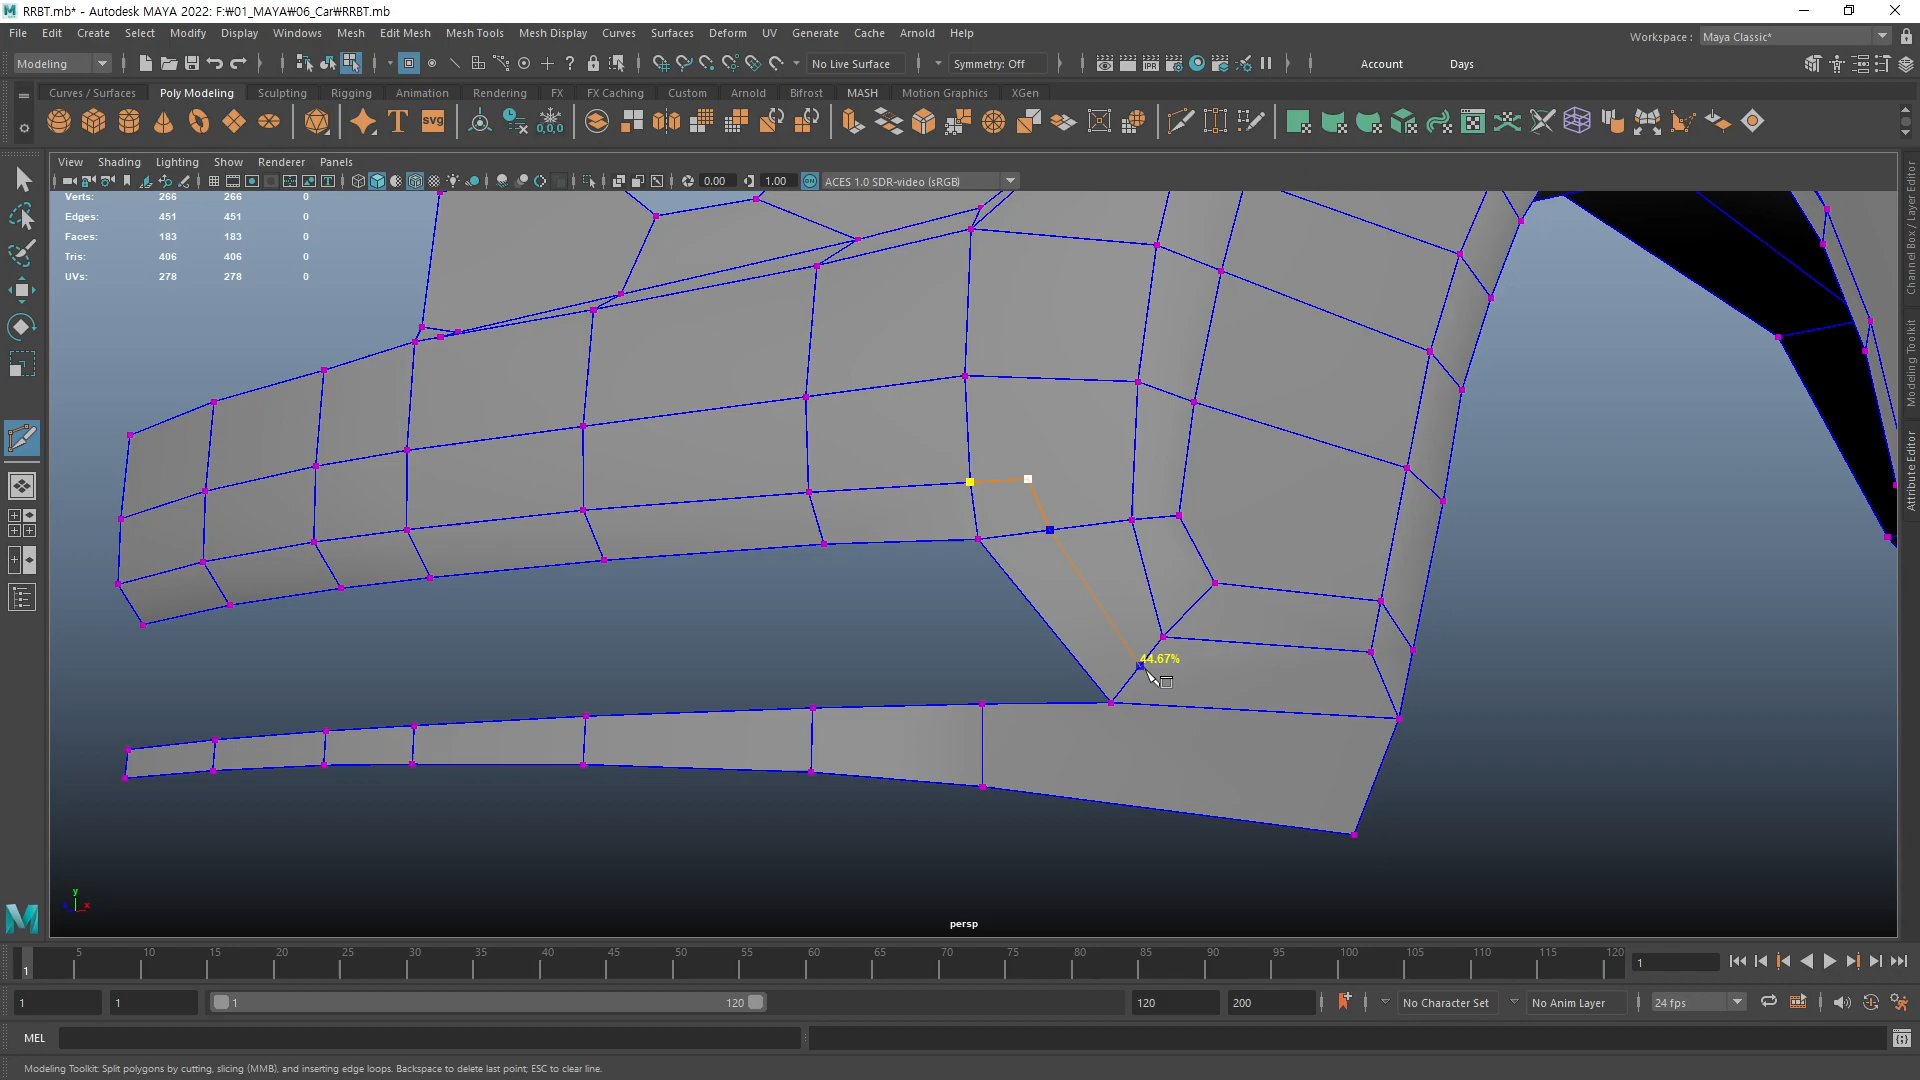 RRBT.mb* - Autodesk MAYA 2022: F:₩01_MAYA₩06_Car₩RRBT.mb
File Edit Create Select Modify Display Windows Mesh Edit Mesh Mesh Tools Mesh Display Curves Surfaces Deform UV Generate Cache Arnold Help
Workspace : Maya Classic*
Modeling No Live Surface Symmetry: Off Account Days
Curves / Surfaces Poly Modeling Sculpting Rigging Animation Rendering FX FX Caching Custom Arnold Bifrost MASH Motion Graphics XGen
T svg 0,0,0
View Shading Lighting Show Renderer Panels
0.00 1.00 ON ACES 1.0 SDR-video (sRGB)
Verts: 266 266 0
Edges: 451 451 0
Faces: 183 183 0
Tris: 406 406 0
UVs: 278 278 0
44.67%
y
x
persp
Channel Box / Layer Editor
Modeling Toolkit
Attribute Editor
1 5 10 15 20 25 30 35 40 45 50 55 60 65 70 75 80 85 90 95 100 105 110 115 120
1
1 1 1 120 120 200 No Character Set No Anim Layer 24 fps
MEL
Modeling Toolkit: Split polygons by cutting, slicing (MMB), and inserting edge loops. Backspace to delete last point; ESC to clear line.